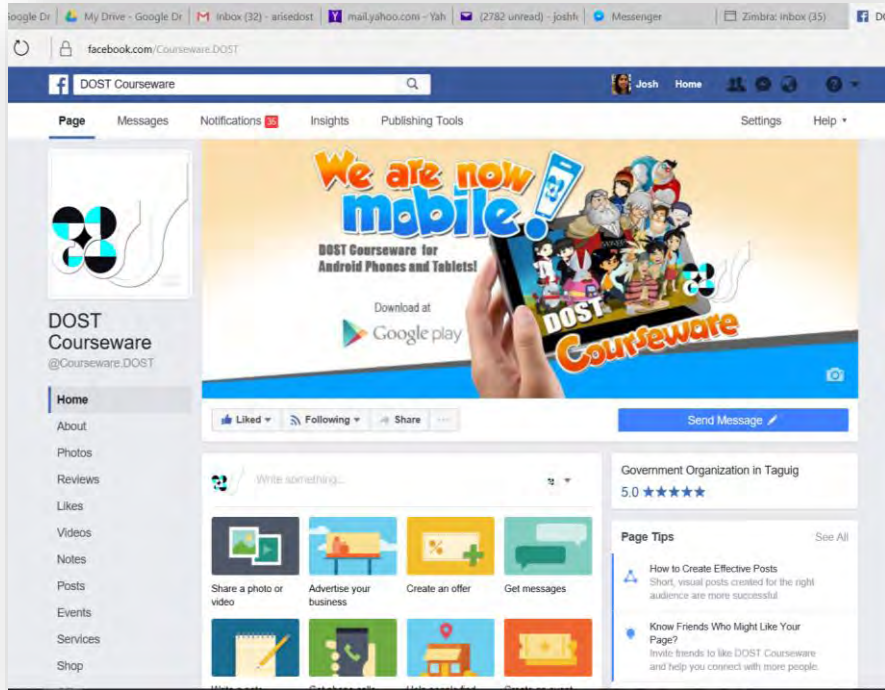 oogle Dr My Drive - Google Dr Inbox (32) - arisedost mail.yahoo.com - Yah (2782 unread) - joshf Messenger Zimbra: Inbox (35)
facebook.com/Courseware.DOST
DOST Courseware Josh Home
Page Messages Notifications 35 Insights Publishing Tools Settings Help
We are now
mobile!
DOST Courseware for
Android Phones and Tablets!
Download at
Google play
DOST
Courseware
DOST
Courseware
@Courseware.DOST
Home
About
Photos
Reviews
Likes
Videos
Notes
Posts
Events
Services
Shop
Liked Following Share
Send Message
Write something...
Share a photo or
video
Advertise your
business
Create an offer
Get messages
Government Organization in Taguig
5.0
Page Tips See All
How to Create Effective Posts
Short, visual posts created for the right
audience are more successful
Know Friends Who Might Like Your
Page?
Invite friends to like DOST Courseware
and help you connect with more people.